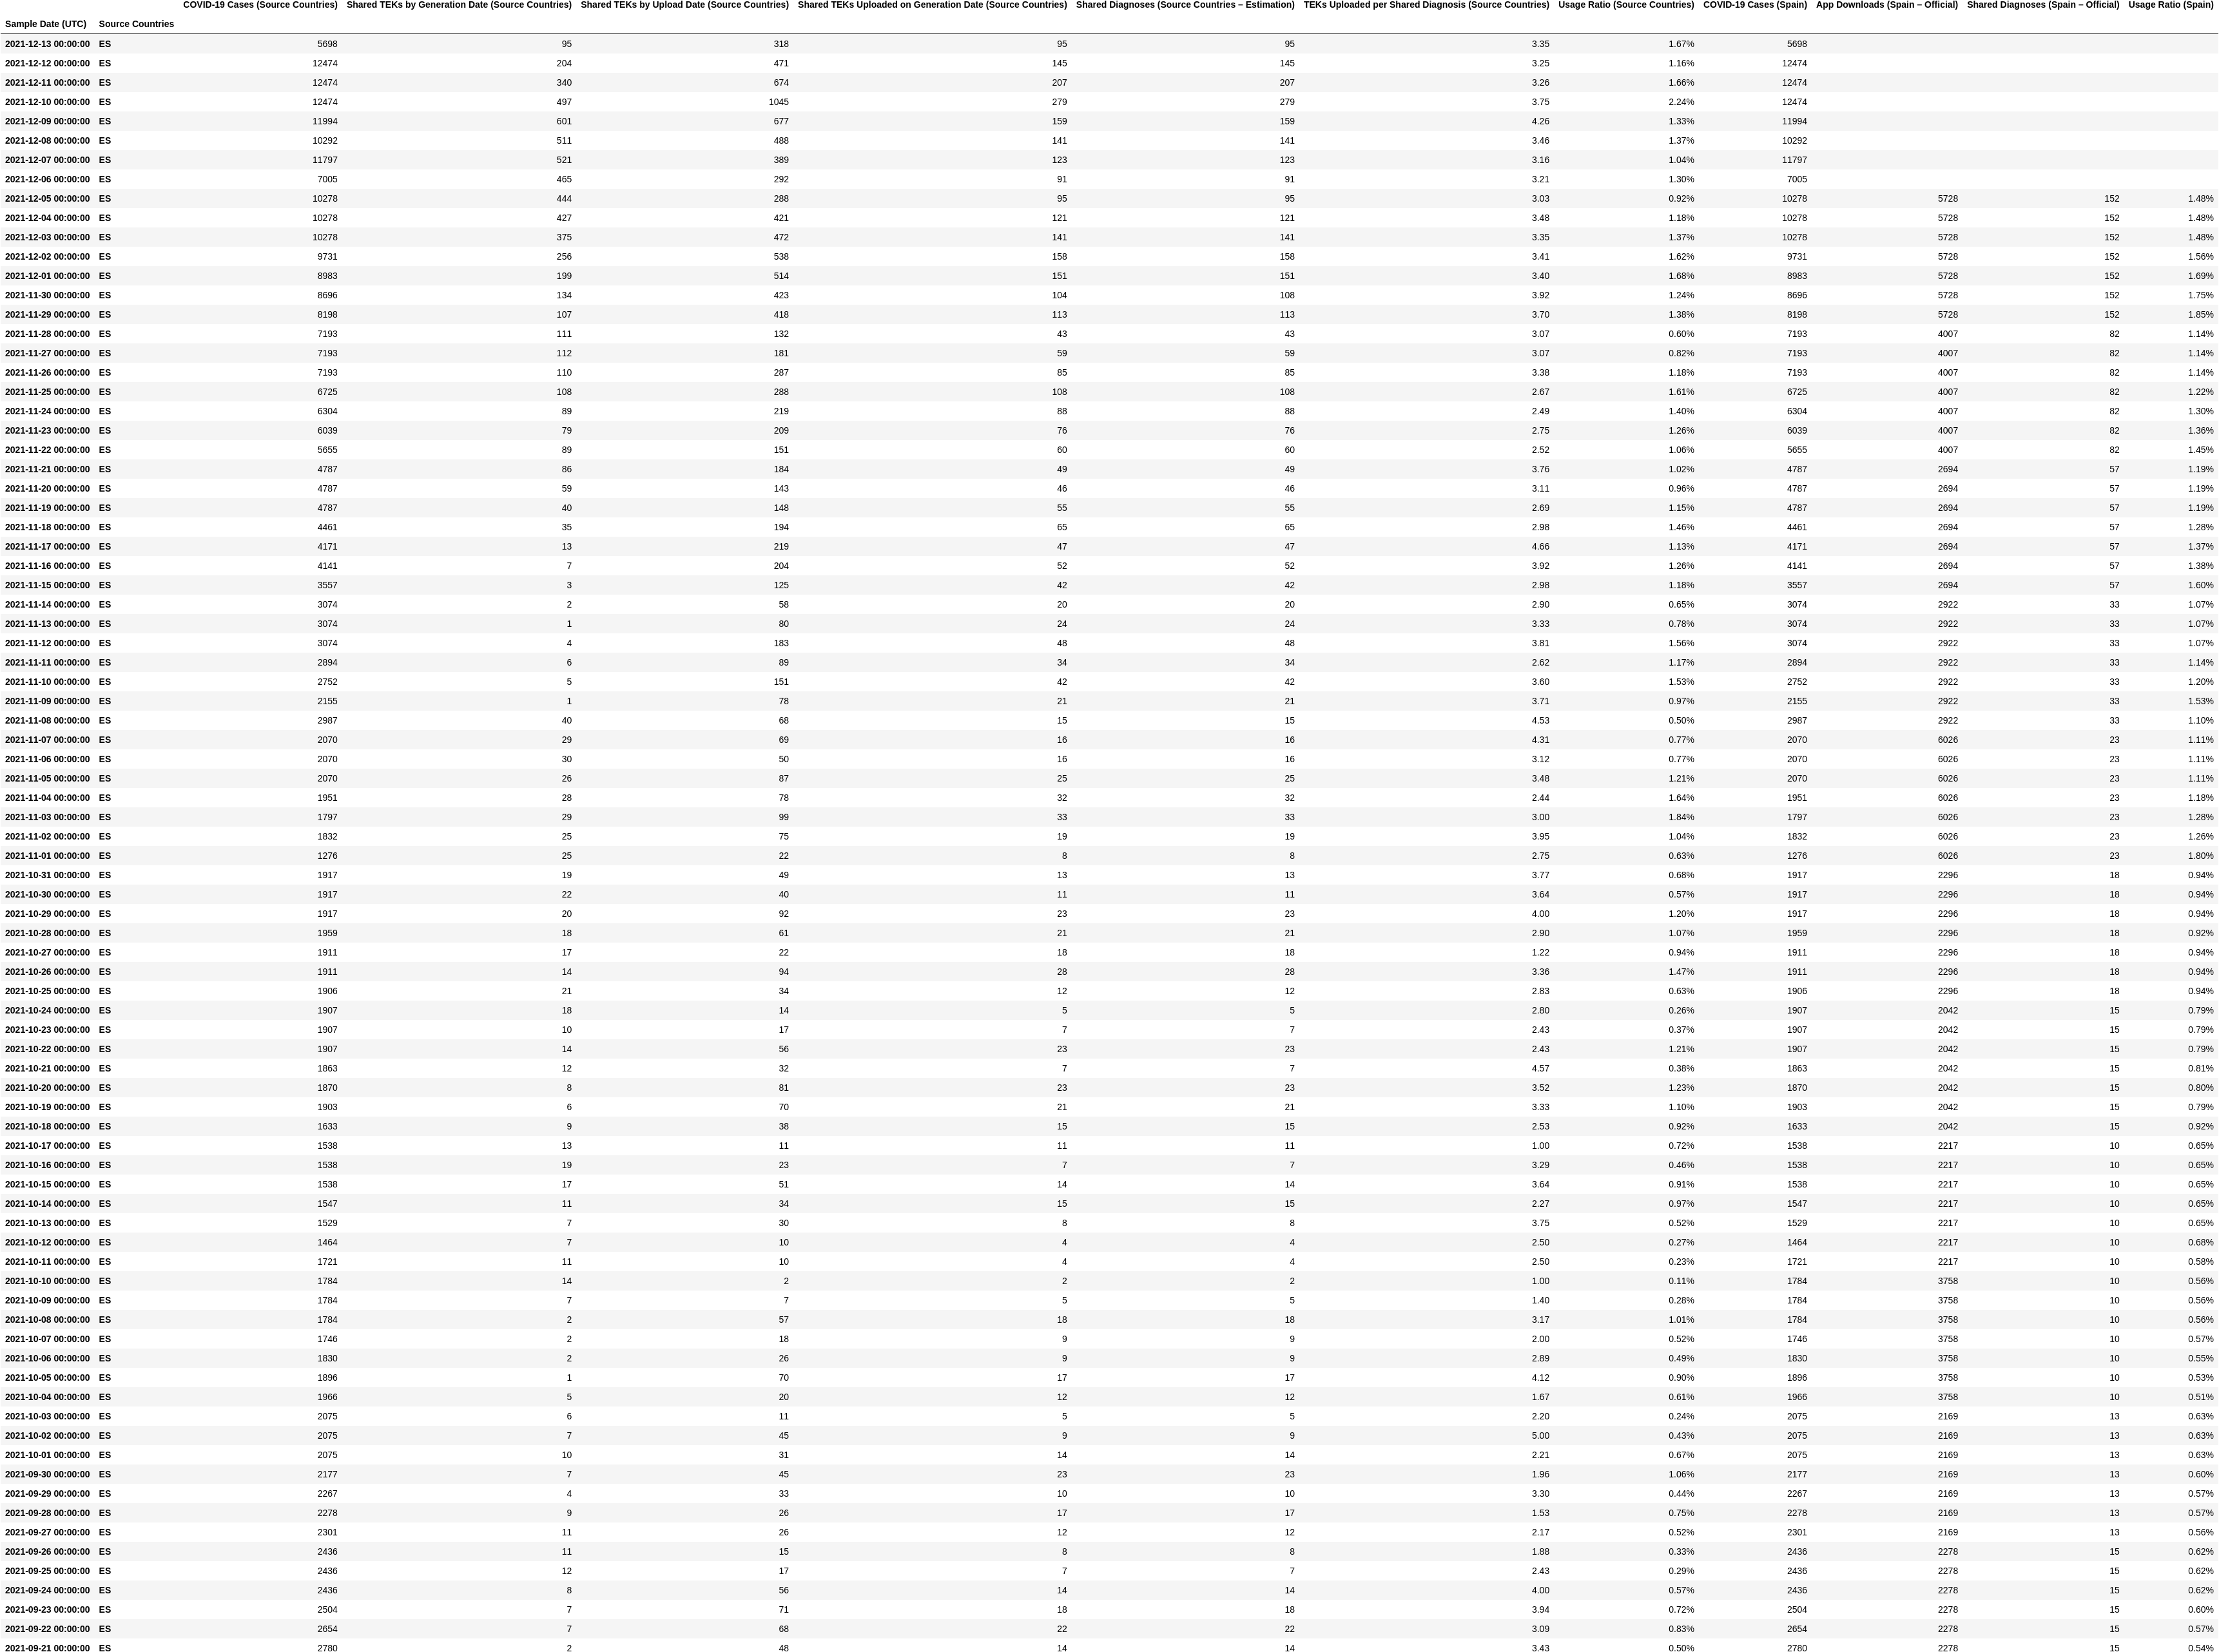 COVID-19 Cases (Source Countries) Shared TEKs by Generation Date (Source Countries) Shared TEKs by Upload Date (Source Countries) Shared TEKs Uploaded on Generation Date (Source Countries) Shared Diagnoses (Source Countries – Estimation) TEKs Uploaded per Shared Diagnosis (Source Countries) Usage Ratio (Source Countries) COVID-19 Cases (Spain) App Downloads (Spain – Official) Shared Diagnoses (Spain – Official) Usage Ratio (Spain)
Sample Date (UTC) Source Countries
2021-12-13 00:00:00 ES 5698 95 318 95 95 3.35 1.67% 5698
2021-12-12 00:00:00 ES 12474 204 471 145 145 3.25 1.16% 12474
2021-12-11 00:00:00 ES 12474 340 674 207 207 3.26 1.66% 12474
2021-12-10 00:00:00 ES 12474 497 1045 279 279 3.75 2.24% 12474
2021-12-09 00:00:00 ES 11994 601 677 159 159 4.26 1.33% 11994
2021-12-08 00:00:00 ES 10292 511 488 141 141 3.46 1.37% 10292
2021-12-07 00:00:00 ES 11797 521 389 123 123 3.16 1.04% 11797
2021-12-06 00:00:00 ES 7005 465 292 91 91 3.21 1.30% 7005
2021-12-05 00:00:00 ES 10278 444 288 95 95 3.03 0.92% 10278 5728 152 1.48%
2021-12-04 00:00:00 ES 10278 427 421 121 121 3.48 1.18% 10278 5728 152 1.48%
2021-12-03 00:00:00 ES 10278 375 472 141 141 3.35 1.37% 10278 5728 152 1.48%
2021-12-02 00:00:00 ES 9731 256 538 158 158 3.41 1.62% 9731 5728 152 1.56%
2021-12-01 00:00:00 ES 8983 199 514 151 151 3.40 1.68% 8983 5728 152 1.69%
2021-11-30 00:00:00 ES 8696 134 423 104 108 3.92 1.24% 8696 5728 152 1.75%
2021-11-29 00:00:00 ES 8198 107 418 113 113 3.70 1.38% 8198 5728 152 1.85%
2021-11-28 00:00:00 ES 7193 111 132 43 43 3.07 0.60% 7193 4007 82 1.14%
2021-11-27 00:00:00 ES 7193 112 181 59 59 3.07 0.82% 7193 4007 82 1.14%
2021-11-26 00:00:00 ES 7193 110 287 85 85 3.38 1.18% 7193 4007 82 1.14%
2021-11-25 00:00:00 ES 6725 108 288 108 108 2.67 1.61% 6725 4007 82 1.22%
2021-11-24 00:00:00 ES 6304 89 219 88 88 2.49 1.40% 6304 4007 82 1.30%
2021-11-23 00:00:00 ES 6039 79 209 76 76 2.75 1.26% 6039 4007 82 1.36%
2021-11-22 00:00:00 ES 5655 89 151 60 60 2.52 1.06% 5655 4007 82 1.45%
2021-11-21 00:00:00 ES 4787 86 184 49 49 3.76 1.02% 4787 2694 57 1.19%
2021-11-20 00:00:00 ES 4787 59 143 46 46 3.11 0.96% 4787 2694 57 1.19%
2021-11-19 00:00:00 ES 4787 40 148 55 55 2.69 1.15% 4787 2694 57 1.19%
2021-11-18 00:00:00 ES 4461 35 194 65 65 2.98 1.46% 4461 2694 57 1.28%
2021-11-17 00:00:00 ES 4171 13 219 47 47 4.66 1.13% 4171 2694 57 1.37%
2021-11-16 00:00:00 ES 4141 7 204 52 52 3.92 1.26% 4141 2694 57 1.38%
2021-11-15 00:00:00 ES 3557 3 125 42 42 2.98 1.18% 3557 2694 57 1.60%
2021-11-14 00:00:00 ES 3074 2 58 20 20 2.90 0.65% 3074 2922 33 1.07%
2021-11-13 00:00:00 ES 3074 1 80 24 24 3.33 0.78% 3074 2922 33 1.07%
2021-11-12 00:00:00 ES 3074 4 183 48 48 3.81 1.56% 3074 2922 33 1.07%
2021-11-11 00:00:00 ES 2894 6 89 34 34 2.62 1.17% 2894 2922 33 1.14%
2021-11-10 00:00:00 ES 2752 5 151 42 42 3.60 1.53% 2752 2922 33 1.20%
2021-11-09 00:00:00 ES 2155 1 78 21 21 3.71 0.97% 2155 2922 33 1.53%
2021-11-08 00:00:00 ES 2987 40 68 15 15 4.53 0.50% 2987 2922 33 1.10%
2021-11-07 00:00:00 ES 2070 29 69 16 16 4.31 0.77% 2070 6026 23 1.11%
2021-11-06 00:00:00 ES 2070 30 50 16 16 3.12 0.77% 2070 6026 23 1.11%
2021-11-05 00:00:00 ES 2070 26 87 25 25 3.48 1.21% 2070 6026 23 1.11%
2021-11-04 00:00:00 ES 1951 28 78 32 32 2.44 1.64% 1951 6026 23 1.18%
2021-11-03 00:00:00 ES 1797 29 99 33 33 3.00 1.84% 1797 6026 23 1.28%
2021-11-02 00:00:00 ES 1832 25 75 19 19 3.95 1.04% 1832 6026 23 1.26%
2021-11-01 00:00:00 ES 1276 25 22 8 8 2.75 0.63% 1276 6026 23 1.80%
2021-10-31 00:00:00 ES 1917 19 49 13 13 3.77 0.68% 1917 2296 18 0.94%
2021-10-30 00:00:00 ES 1917 22 40 11 11 3.64 0.57% 1917 2296 18 0.94%
2021-10-29 00:00:00 ES 1917 20 92 23 23 4.00 1.20% 1917 2296 18 0.94%
2021-10-28 00:00:00 ES 1959 18 61 21 21 2.90 1.07% 1959 2296 18 0.92%
2021-10-27 00:00:00 ES 1911 17 22 18 18 1.22 0.94% 1911 2296 18 0.94%
2021-10-26 00:00:00 ES 1911 14 94 28 28 3.36 1.47% 1911 2296 18 0.94%
2021-10-25 00:00:00 ES 1906 21 34 12 12 2.83 0.63% 1906 2296 18 0.94%
2021-10-24 00:00:00 ES 1907 18 14 5 5 2.80 0.26% 1907 2042 15 0.79%
2021-10-23 00:00:00 ES 1907 10 17 7 7 2.43 0.37% 1907 2042 15 0.79%
2021-10-22 00:00:00 ES 1907 14 56 23 23 2.43 1.21% 1907 2042 15 0.79%
2021-10-21 00:00:00 ES 1863 12 32 7 7 4.57 0.38% 1863 2042 15 0.81%
2021-10-20 00:00:00 ES 1870 8 81 23 23 3.52 1.23% 1870 2042 15 0.80%
2021-10-19 00:00:00 ES 1903 6 70 21 21 3.33 1.10% 1903 2042 15 0.79%
2021-10-18 00:00:00 ES 1633 9 38 15 15 2.53 0.92% 1633 2042 15 0.92%
2021-10-17 00:00:00 ES 1538 13 11 11 11 1.00 0.72% 1538 2217 10 0.65%
2021-10-16 00:00:00 ES 1538 19 23 7 7 3.29 0.46% 1538 2217 10 0.65%
2021-10-15 00:00:00 ES 1538 17 51 14 14 3.64 0.91% 1538 2217 10 0.65%
2021-10-14 00:00:00 ES 1547 11 34 15 15 2.27 0.97% 1547 2217 10 0.65%
2021-10-13 00:00:00 ES 1529 7 30 8 8 3.75 0.52% 1529 2217 10 0.65%
2021-10-12 00:00:00 ES 1464 7 10 4 4 2.50 0.27% 1464 2217 10 0.68%
2021-10-11 00:00:00 ES 1721 11 10 4 4 2.50 0.23% 1721 2217 10 0.58%
2021-10-10 00:00:00 ES 1784 14 2 2 2 1.00 0.11% 1784 3758 10 0.56%
2021-10-09 00:00:00 ES 1784 7 7 5 5 1.40 0.28% 1784 3758 10 0.56%
2021-10-08 00:00:00 ES 1784 2 57 18 18 3.17 1.01% 1784 3758 10 0.56%
2021-10-07 00:00:00 ES 1746 2 18 9 9 2.00 0.52% 1746 3758 10 0.57%
2021-10-06 00:00:00 ES 1830 2 26 9 9 2.89 0.49% 1830 3758 10 0.55%
2021-10-05 00:00:00 ES 1896 1 70 17 17 4.12 0.90% 1896 3758 10 0.53%
2021-10-04 00:00:00 ES 1966 5 20 12 12 1.67 0.61% 1966 3758 10 0.51%
2021-10-03 00:00:00 ES 2075 6 11 5 5 2.20 0.24% 2075 2169 13 0.63%
2021-10-02 00:00:00 ES 2075 7 45 9 9 5.00 0.43% 2075 2169 13 0.63%
2021-10-01 00:00:00 ES 2075 10 31 14 14 2.21 0.67% 2075 2169 13 0.63%
2021-09-30 00:00:00 ES 2177 7 45 23 23 1.96 1.06% 2177 2169 13 0.60%
2021-09-29 00:00:00 ES 2267 4 33 10 10 3.30 0.44% 2267 2169 13 0.57%
2021-09-28 00:00:00 ES 2278 9 26 17 17 1.53 0.75% 2278 2169 13 0.57%
2021-09-27 00:00:00 ES 2301 11 26 12 12 2.17 0.52% 2301 2169 13 0.56%
2021-09-26 00:00:00 ES 2436 11 15 8 8 1.88 0.33% 2436 2278 15 0.62%
2021-09-25 00:00:00 ES 2436 12 17 7 7 2.43 0.29% 2436 2278 15 0.62%
2021-09-24 00:00:00 ES 2436 8 56 14 14 4.00 0.57% 2436 2278 15 0.62%
2021-09-23 00:00:00 ES 2504 7 71 18 18 3.94 0.72% 2504 2278 15 0.60%
2021-09-22 00:00:00 ES 2654 7 68 22 22 3.09 0.83% 2654 2278 15 0.57%
2021-09-21 00:00:00 ES 2780 2 48 14 14 3.43 0.50% 2780 2278 15 0.54%